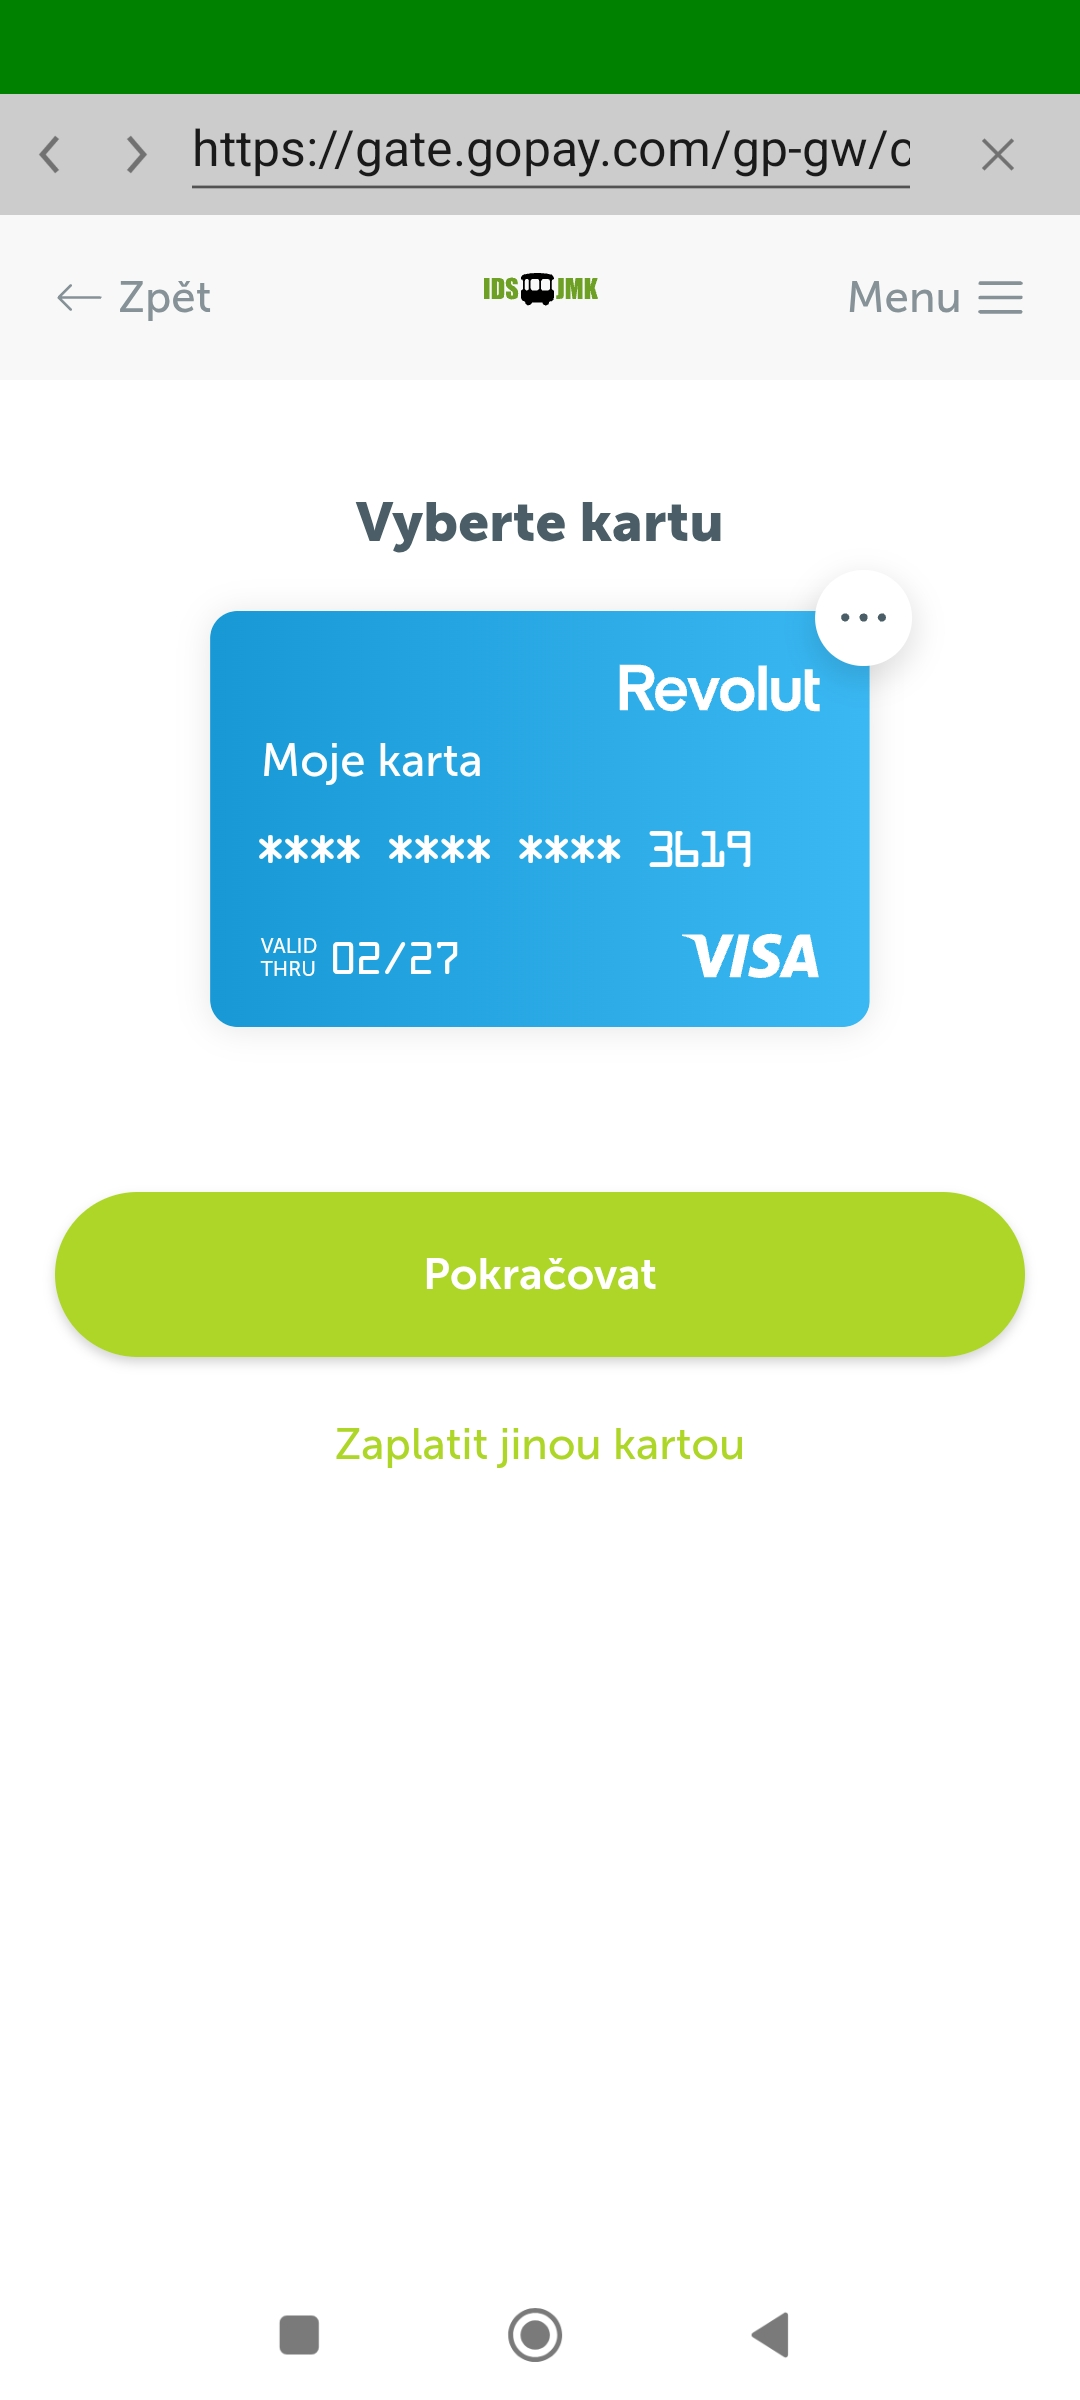 https://gate.gopay.com/gp-gw/c
Zpět
IDS JMK
Menu
Vyberte kartu
Revolut
Moje karta
**** **** **** 3619
VALID THRU 02/27
VISA
Pokračovat
Zaplatit jinou kartou